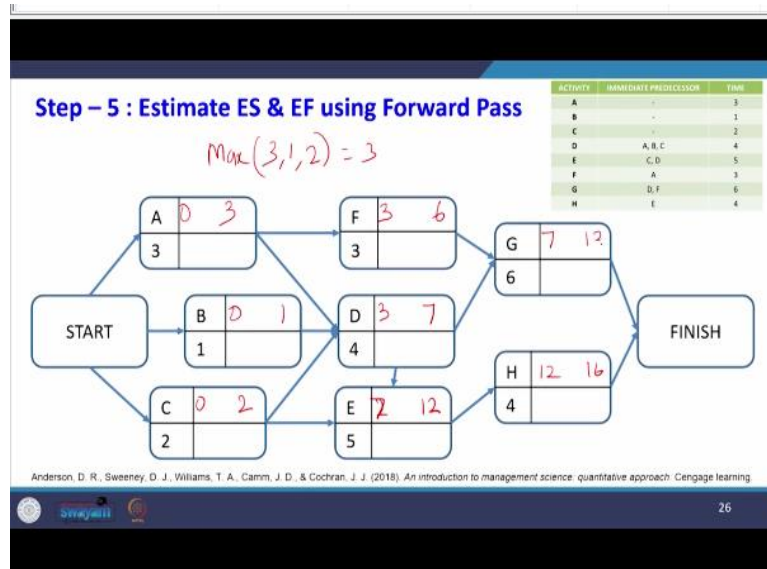 Step – 5 : Estimate ES & EF using Forward Pass
Max(3,1,2) = 3
ACTIVITY IMMEDIATE PREDECESSOR TIME
A - 3
B - 1
C - 2
D A, B, C 4
E C, D 5
F A 3
G D, F 6
H E 4
A 0 3
3
F 3 6
3
G 7 13
6
START
B 0 1
1
D 3 7
4
FINISH
C 0 2
2
E 7 12
5
H 12 16
4
Anderson, D. R., Sweeney, D. J., Williams, T. A., Camm, J. D., & Cochran, J. J. (2018). An introduction to management science: quantitative approach. Cengage learning.
swayam
26